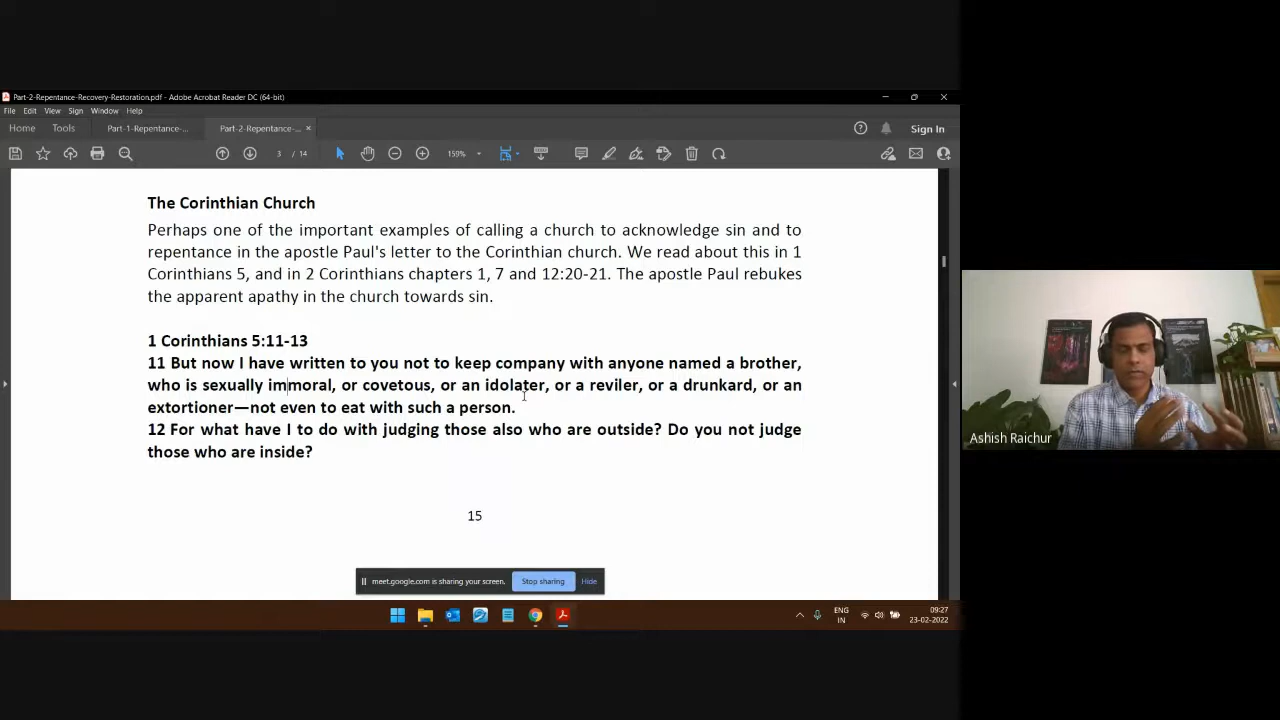 Part-2-Repentance-Recovery-Restoration.pdf - Adobe Acrobat Reader DC (64-bit)
File Edit View Sign Window Help
Home Tools Part-1-Repentance-... Part-2-Repentance-... × Sign In
3 / 14 159%
The Corinthian Church
Perhaps one of the important examples of calling a church to acknowledge sin and to
repentance in the apostle Paul's letter to the Corinthian church. We read about this in 1
Corinthians 5, and in 2 Corinthians chapters 1, 7 and 12:20-21. The apostle Paul rebukes
the apparent apathy in the church towards sin.
1 Corinthians 5:11-13
11 But now I have written to you not to keep company with anyone named a brother,
who is sexually immoral, or covetous, or an idolater, or a reviler, or a drunkard, or an
extortioner—not even to eat with such a person.
12 For what have I to do with judging those also who are outside? Do you not judge
those who are inside?
15
meet.google.com is sharing your screen. Stop sharing Hide
ENG
IN
09:27
23-02-2022
Ashish Raichur